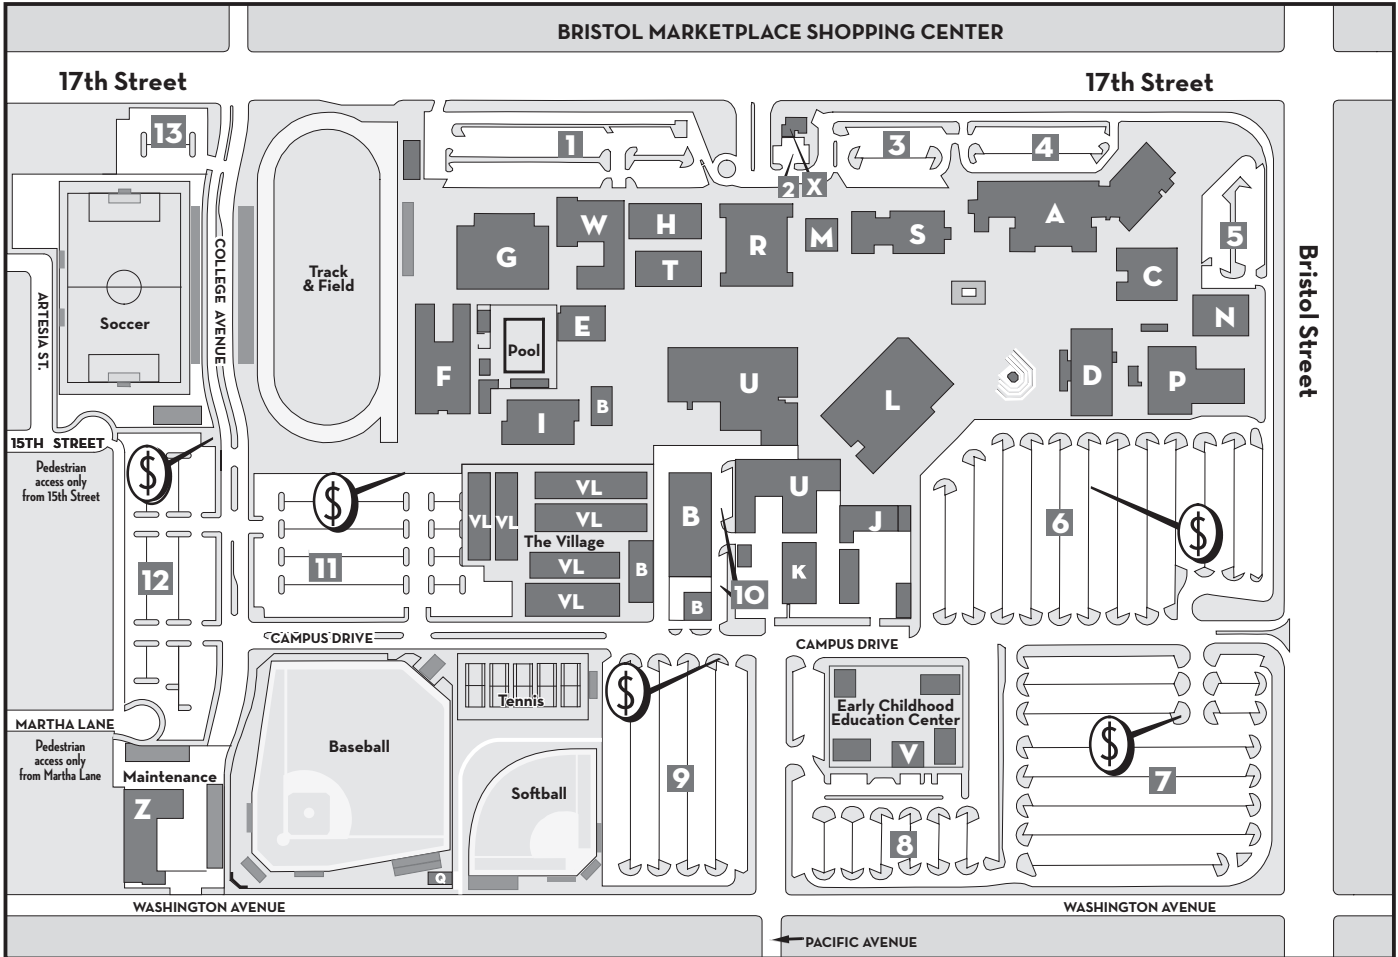 BRISTOL MARKETPLACE SHOPPING CENTER
17th Street
17th Street
13
1
3
4
2
X
5
COLLEGE AVENUE
ARTESIA ST.
Bristol Street
Track
& Field
Soccer
G
W
H
T
R
M
S
A
C
N
F
E
Pool
I
B
U
L
D
P
15TH STREET
Pedestrian
access only
from 15th Street
$
$
$
VL
VL
VL
VL
The Village
VL
VL
B
B
B
U
J
K
10
6
11
12
CAMPUS DRIVE
CAMPUS DRIVE
MARTHA LANE
Pedestrian
access only
from Martha Lane
Maintenance
Z
Baseball
Tennis
Softball
Q
$
9
Early Childhood
Education Center
V
8
$
7
WASHINGTON AVENUE
WASHINGTON AVENUE
PACIFIC AVENUE